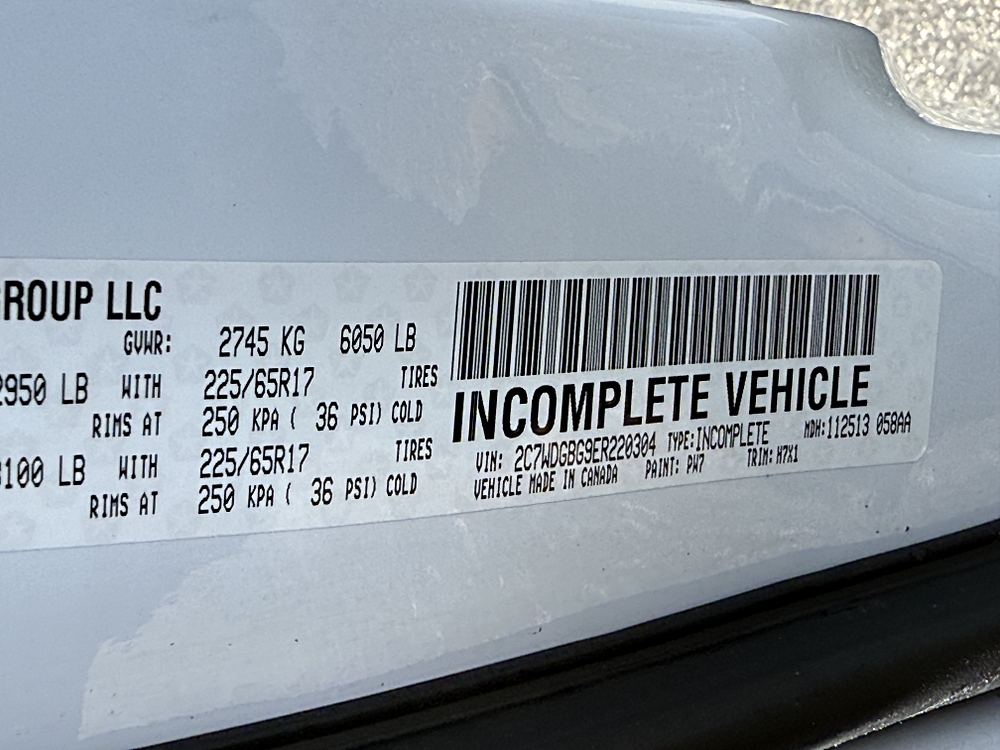 GROUP LLC
GVWR: 2745 KG 6050 LB
2950 LB WITH 225/65R17 TIRES
RIMS AT 250 KPA ( 36 PSI) COLD
3100 LB WITH 225/65R17 TIRES
RIMS AT 250 KPA ( 36 PSI) COLD
INCOMPLETE VEHICLE
VIN: 2C7WDGBG9ER220304 TYPE:INCOMPLETE MDH:112513 058AA
VEHICLE MADE IN CANADA PAINT: PW7 TRIM: H7X1